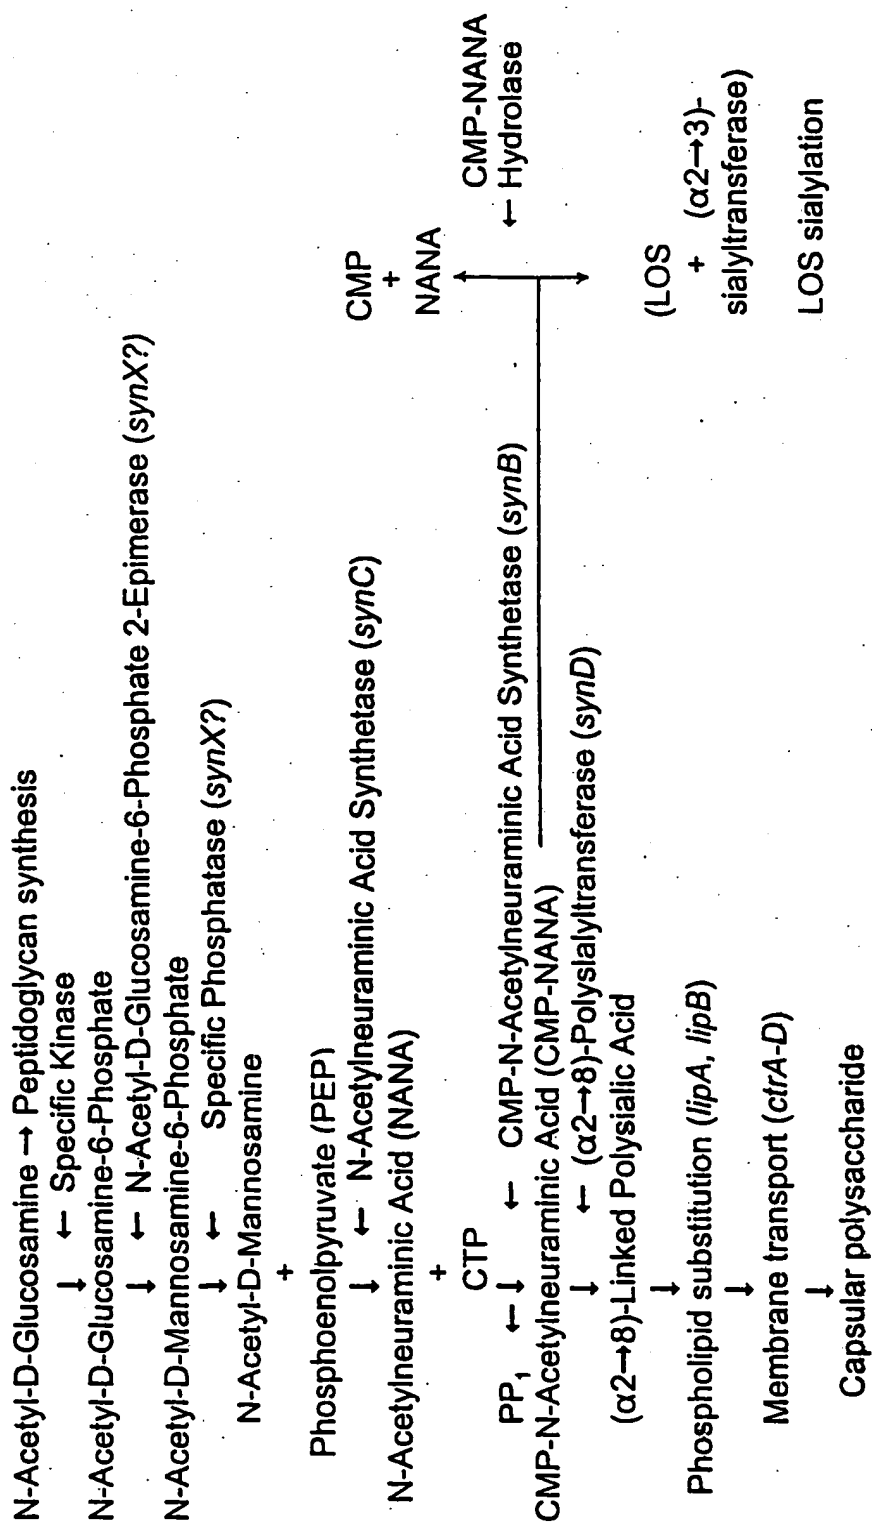 N-Acetyl-D-Glucosamine → Peptidoglycan synthesis
↓ ← Specific Kinase
N-Acetyl-D-Glucosamine-6-Phosphate
↓ ← N-Acetyl-D-Glucosamine-6-Phosphate 2-Epimerase (synX?)
N-Acetyl-D-Mannosamine-6-Phosphate
↓ ← Specific Phosphatase (synX?)
N-Acetyl-D-Mannosamine
+
Phosphoenolpyruvate (PEP)
↓ ← N-Acetylneuraminic Acid Synthetase (synC)
N-Acetylneuraminic Acid (NANA)
+
CTP
PP₁ ← ↓ ← CMP-N-Acetylneuraminic Acid Synthetase (synB)
CMP-N-Acetylneuraminic Acid (CMP-NANA)
↓ ← (α2→8)-Polyslalyltransferase (synD)
(α2→8)-Linked Polysialic Acid
↓
Phospholipid substitution (lipA, lipB)
↓
Membrane transport (ctrA-D)
↓
Capsular polysaccharide
CMP
+
NANA
CMP-NANA
← Hydrolase
(LOS
+ (α2→3)-
sialyltransferase)
LOS sialylation